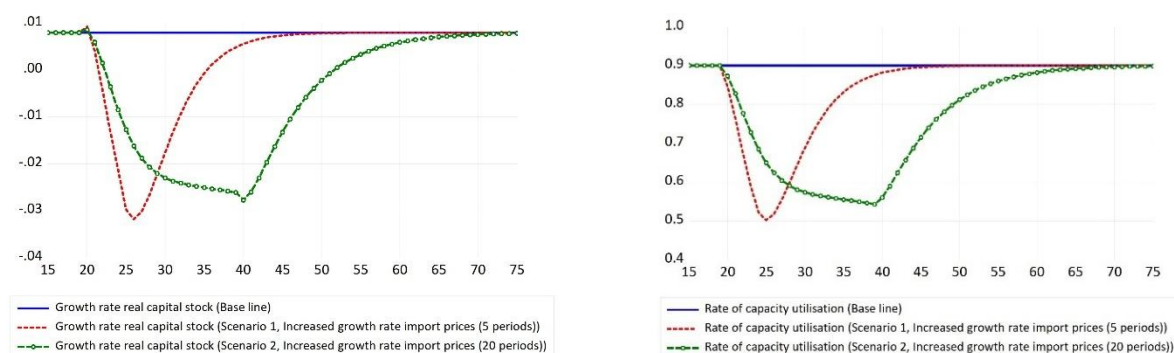 .01
.00
-.01
-.02
-.03
-.04
15 20 25 30 35 40 45 50 55 60 65 70 75
Growth rate real capital stock (Base line)
Growth rate real capital stock (Scenario 1, Increased growth rate import prices (5 periods))
Growth rate real capital stock (Scenario 2, Increased growth rate import prices (20 periods))
1.0
0.9
0.8
0.7
0.6
0.5
0.4
15 20 25 30 35 40 45 50 55 60 65 70 75
Rate of capacity utilisation (Base line)
Rate of capacity utilisation (Scenario 1, Increased growth rate import prices (5 periods))
Rate of capacity utilisation (Scenario 2, Increased growth rate import prices (20 periods))